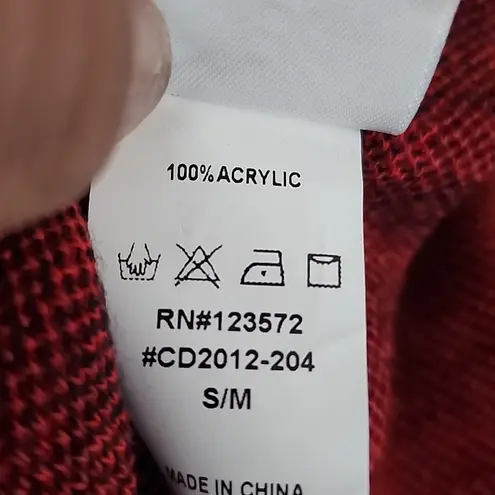 100% ACRYLIC
RN#123572
#CD2012-204
S/M
MADE IN CHINA